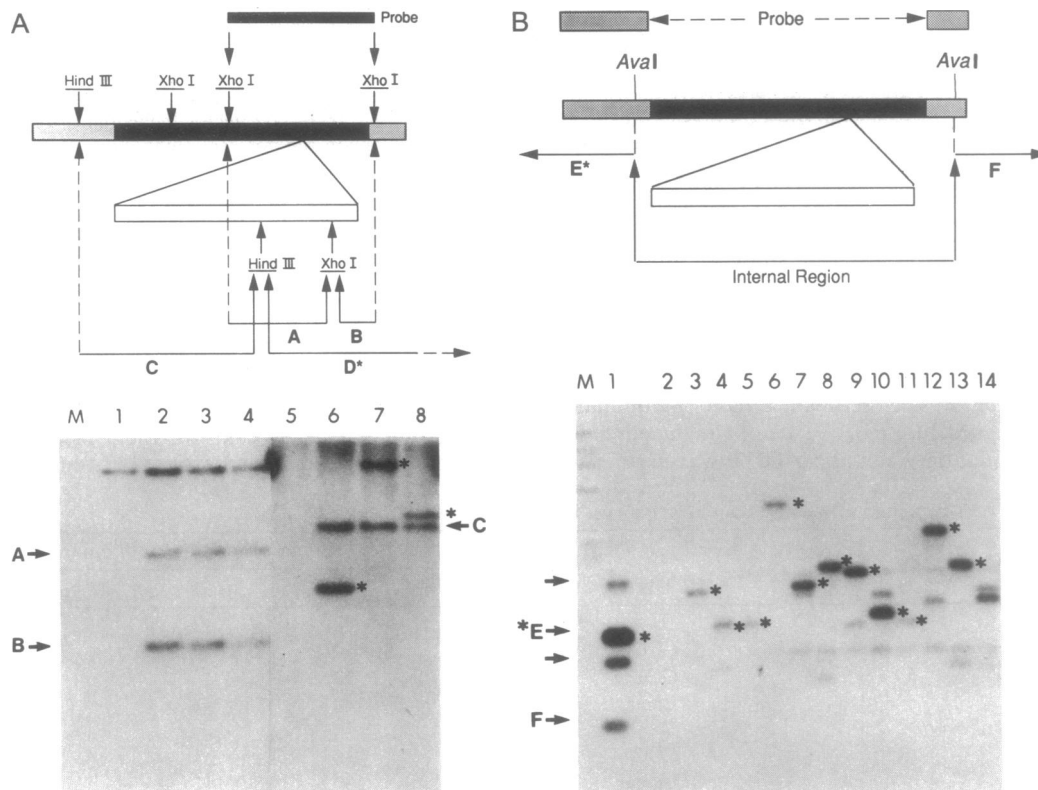 A
Probe
Hind III
Xho I
Xho I
Xho I
Hind III
Xho I
A
B
C
D*
M 1 2 3 4 5 6 7 8
*
*
C
A
*
B
B
Probe
AvaI
AvaI
E*
F
Internal Region
M 1 2 3 4 5 6 7 8 9 10 11 12 13 14
*
*
*
*
*
*
*
*
*
*
*
*E
*
F